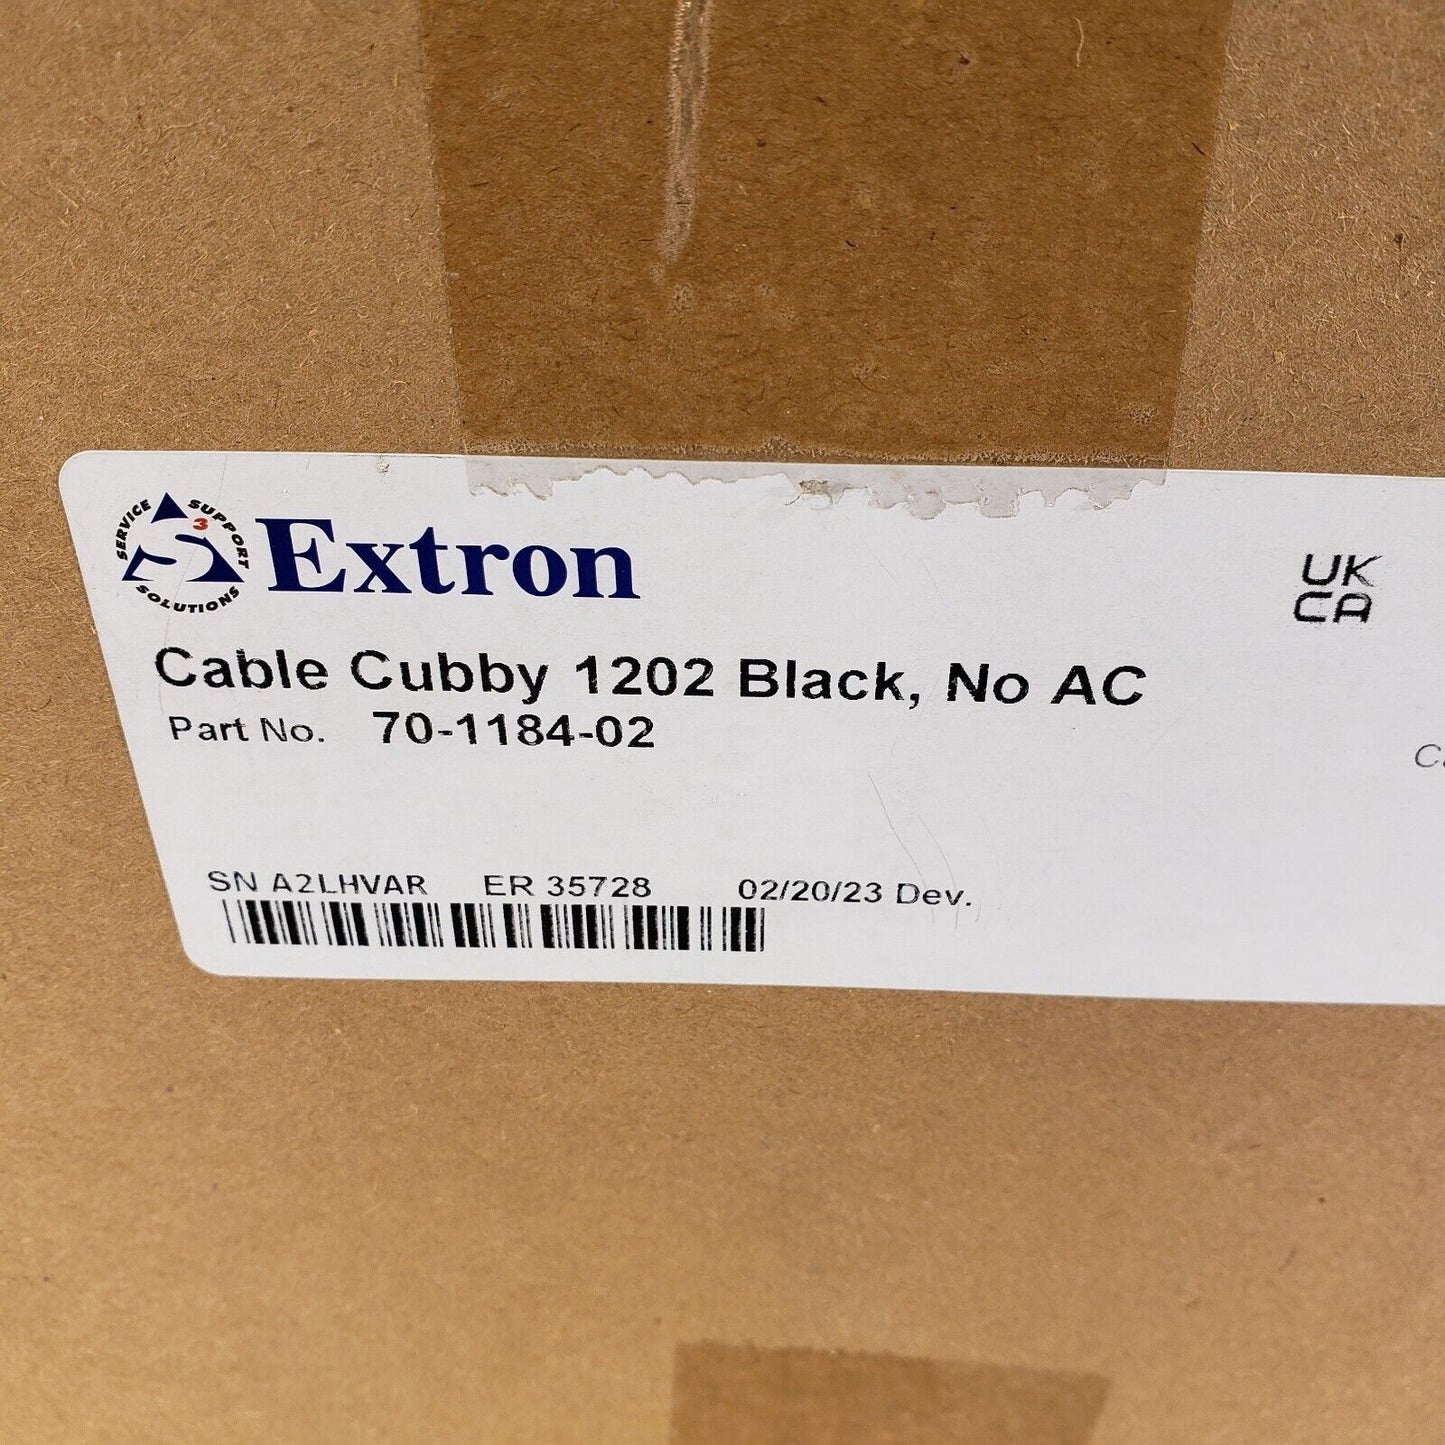 SERVICE SUPPORT SOLUTIONS
S 3
Extron
UK
CA
Cable Cubby 1202 Black, No AC
Part No. 70-1184-02
SN A2LHVAR ER 35728 02/20/23 Dev.